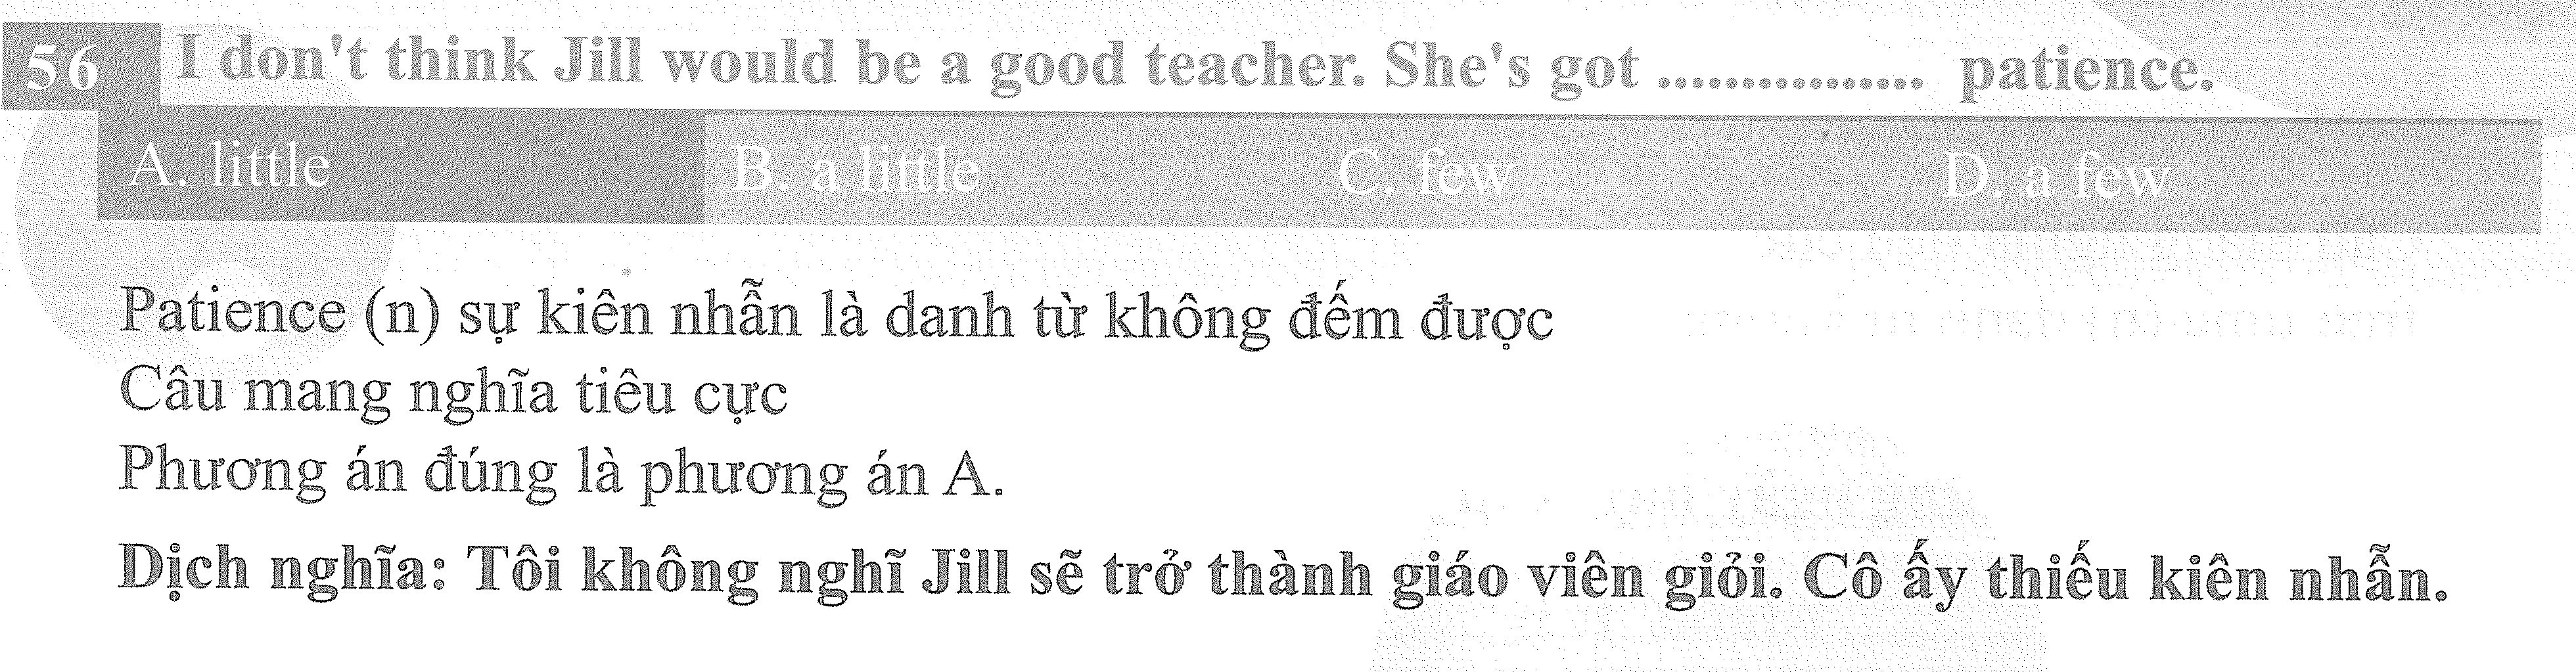 56 I don't think Jill would be a good teacher. She's got ................ patience.
A. little B. a little C. few D. a few
Patience (n) sự kiên nhẫn là danh từ không đếm được
Câu mang nghĩa tiêu cực
Phương án đúng là phương án A.
Dịch nghĩa: Tôi không nghĩ Jill sẽ trở thành giáo viên giỏi. Cô ấy thiếu kiên nhẫn.